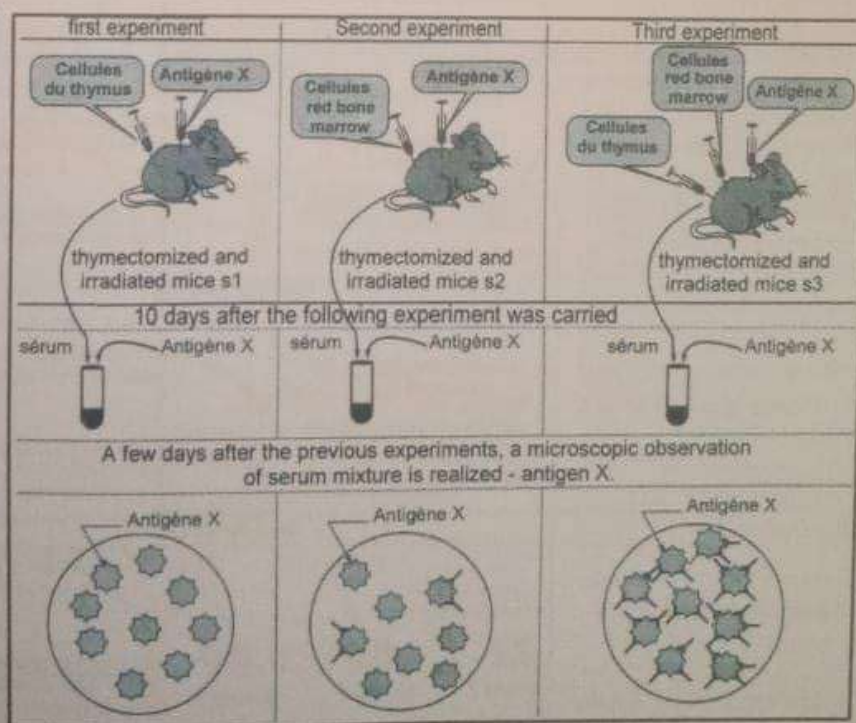 first experiment
Second experiment
Third experiment
Cellules
du thymus
Antigène X
Cellules
red bone
marrow
Antigène X
Cellules
red bone
marrow
Antigène X
Cellules
du thymus
thymectomized and
irradiated mice s1
thymectomized and
irradiated mice s2
thymectomized and
irradiated mice s3
10 days after the following experiment was carried
sérum
Antigène X
sérum
Antigène X
sérum
Antigène X
A few days after the previous experiments, a microscopic observation
of serum mixture is realized - antigen X.
Antigène X
Antigène X
Antigène X